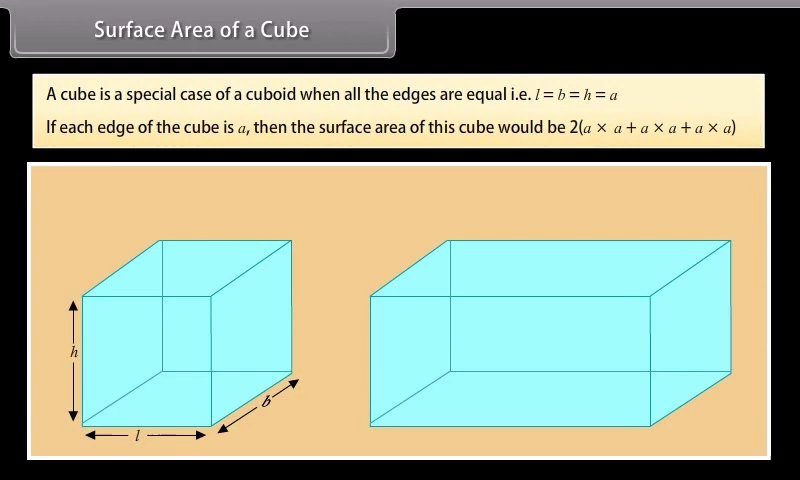 Surface Area of a Cube
A cube is a special case of a cuboid when all the edges are equal i.e. l = b = h = a
If each edge of the cube is a, then the surface area of this cube would be 2(a × a + a × a + a × a)
h
b
l